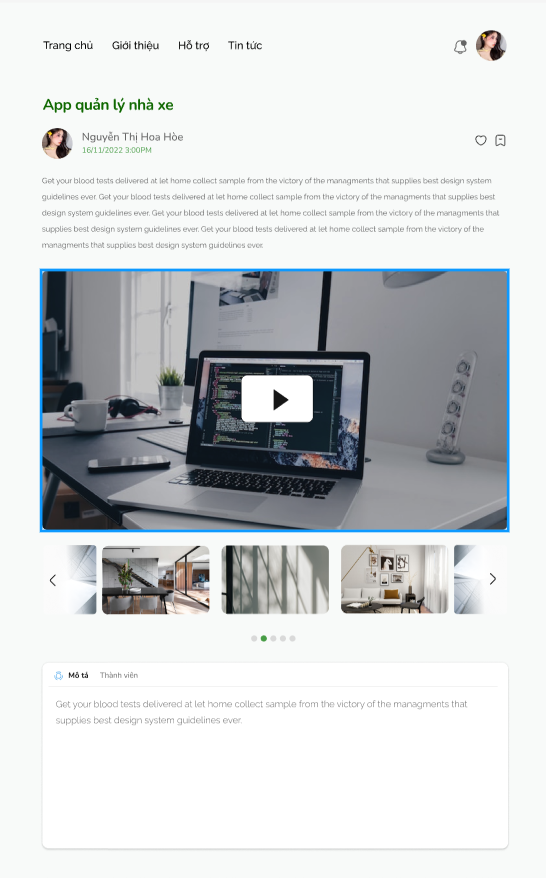 Trang chủ Giới thiệu Hỗ trợ Tin tức
App quản lý nhà xe
Nguyễn Thị Hoa Hòe
16/11/2022 3:00PM
Get your blood tests delivered at let home collect sample from the victory of the managments that supplies best design system
guidelines ever. Get your blood tests delivered at let home collect sample from the victory of the managments that supplies best
design system guidelines ever. Get your blood tests delivered at let home collect sample from the victory of the managments that
supplies best design system guidelines ever. Get your blood tests delivered at let home collect sample from the victory of the
managments that supplies best design system guidelines ever.
Mô tả Thành viên
Get your blood tests delivered at let home collect sample from the victory of the managments that
supplies best design system guidelines ever.